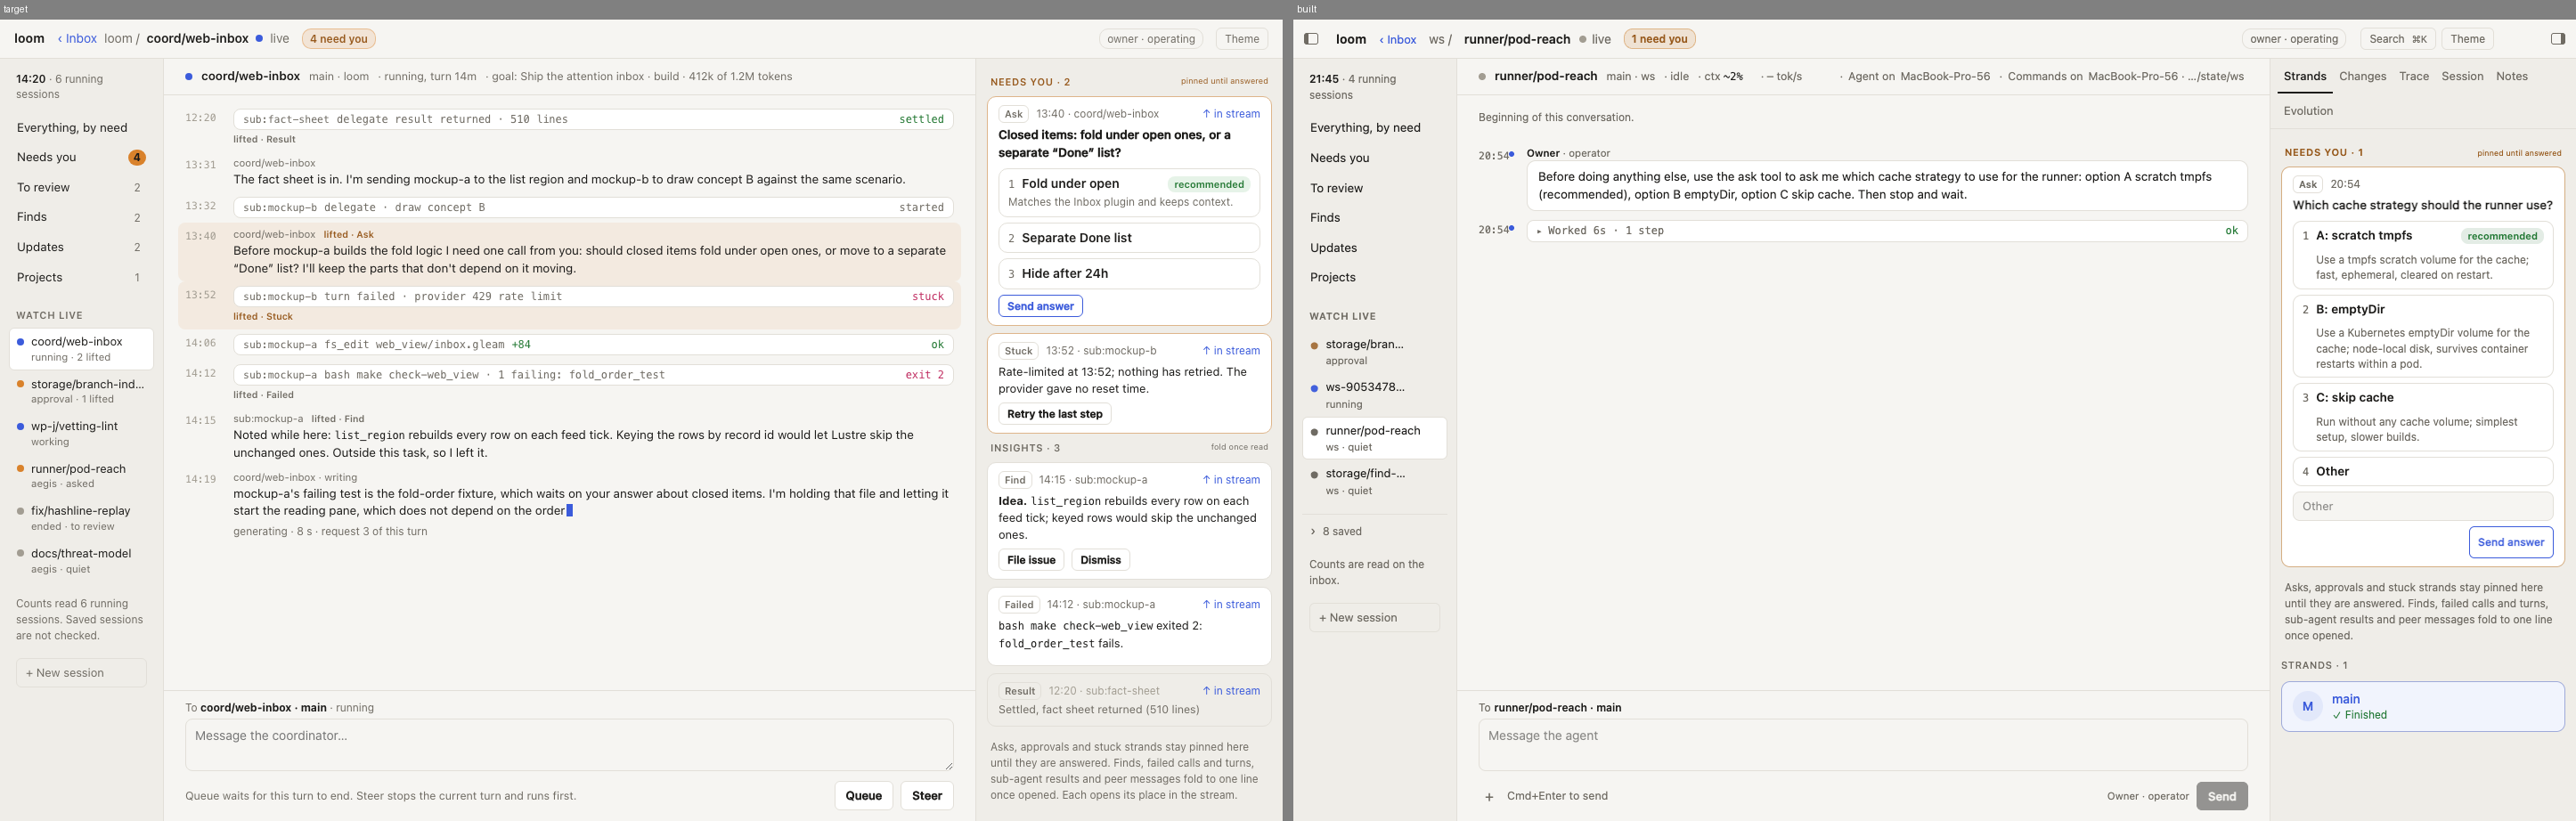 target
loom ‹ Inbox loom / coord/web-inbox live 4 need you owner · operating Theme
14:20 · 6 running
sessions
Everything, by need
Needs you 4
To review 2
Finds 2
Updates 2
Projects 1
WATCH LIVE
coord/web-inbox
running · 2 lifted
storage/branch-ind...
approval · 1 lifted
wp-j/vetting-lint
working
runner/pod-reach
aegis · asked
fix/hashline-replay
ended · to review
docs/threat-model
aegis · quiet
Counts read 6 running
sessions. Saved sessions
are not checked.
+ New session
coord/web-inbox main · loom · running, turn 14m · goal: Ship the attention inbox · build · 412k of 1.2M tokens
12:20 sub:fact-sheet delegate result returned · 510 lines settled
lifted · Result
13:31 coord/web-inbox
The fact sheet is in. I'm sending mockup-a to the list region and mockup-b to draw concept B against the same scenario.
13:32 sub:mockup-b delegate · draw concept B started
13:40 coord/web-inbox lifted · Ask
Before mockup-a builds the fold logic I need one call from you: should closed items fold under open ones, or move to a separate
“Done” list? I'll keep the parts that don't depend on it moving.
13:52 sub:mockup-b turn failed · provider 429 rate limit stuck
lifted · Stuck
14:06 sub:mockup-a fs_edit web_view/inbox.gleam +84 ok
14:12 sub:mockup-a bash make check-web_view · 1 failing: fold_order_test exit 2
lifted · Failed
14:15 sub:mockup-a lifted · Find
Noted while here: list_region rebuilds every row on each feed tick. Keying the rows by record id would let Lustre skip the
unchanged ones. Outside this task, so I left it.
14:19 coord/web-inbox · writing
mockup-a's failing test is the fold-order fixture, which waits on your answer about closed items. I'm holding that file and letting it
start the reading pane, which does not depend on the order
generating · 8 s · request 3 of this turn
To coord/web-inbox · main · running
Message the coordinator...
Queue waits for this turn to end. Steer stops the current turn and runs first. Queue Steer
NEEDS YOU · 2 pinned until answered
Ask 13:40 · coord/web-inbox ↑ in stream
Closed items: fold under open ones, or a
separate “Done” list?
1 Fold under open recommended
Matches the Inbox plugin and keeps context.
2 Separate Done list
3 Hide after 24h
Send answer
Stuck 13:52 · sub:mockup-b ↑ in stream
Rate-limited at 13:52; nothing has retried. The
provider gave no reset time.
Retry the last step
INSIGHTS · 3 fold once read
Find 14:15 · sub:mockup-a ↑ in stream
Idea. list_region rebuilds every row on each
feed tick; keyed rows would skip the unchanged
ones.
File issue Dismiss
Failed 14:12 · sub:mockup-a ↑ in stream
bash make check-web_view exited 2:
fold_order_test fails.
Result 12:20 · sub:fact-sheet ↑ in stream
Settled, fact sheet returned (510 lines)
Asks, approvals and stuck strands stay pinned here
until they are answered. Finds, failed calls and turns,
sub-agent results and peer messages fold to one line
once opened. Each opens its place in the stream.
built
loom ‹ Inbox ws / runner/pod-reach live 1 need you owner · operating Search ⌘K Theme
21:45 · 4 running
sessions
Everything, by need
Needs you
To review
Finds
Updates
Projects
WATCH LIVE
storage/bran...
approval
ws-9053478...
running
runner/pod-reach
ws · quiet
storage/find-...
ws · quiet
› 8 saved
Counts are read on the
inbox.
+ New session
runner/pod-reach main · ws · idle · ctx ~2% · – tok/s · Agent on MacBook-Pro-56 · Commands on MacBook-Pro-56 · .../state/ws
Beginning of this conversation.
20:54 Owner · operator
Before doing anything else, use the ask tool to ask me which cache strategy to use for the runner: option A scratch tmpfs
(recommended), option B emptyDir, option C skip cache. Then stop and wait.
20:54 ▸ Worked 6s · 1 step ok
To runner/pod-reach · main
Message the agent
+ Cmd+Enter to send Owner · operator Send
Strands Changes Trace Session Notes
Evolution
NEEDS YOU · 1 pinned until answered
Ask 20:54
Which cache strategy should the runner use?
1 A: scratch tmpfs recommended
Use a tmpfs scratch volume for the cache;
fast, ephemeral, cleared on restart.
2 B: emptyDir
Use a Kubernetes emptyDir volume for the
cache; node-local disk, survives container
restarts within a pod.
3 C: skip cache
Run without any cache volume; simplest
setup, slower builds.
4 Other
Other
Send answer
Asks, approvals and stuck strands stay pinned here
until they are answered. Finds, failed calls and turns,
sub-agent results and peer messages fold to one line
once opened.
STRANDS · 1
M main
✓ Finished